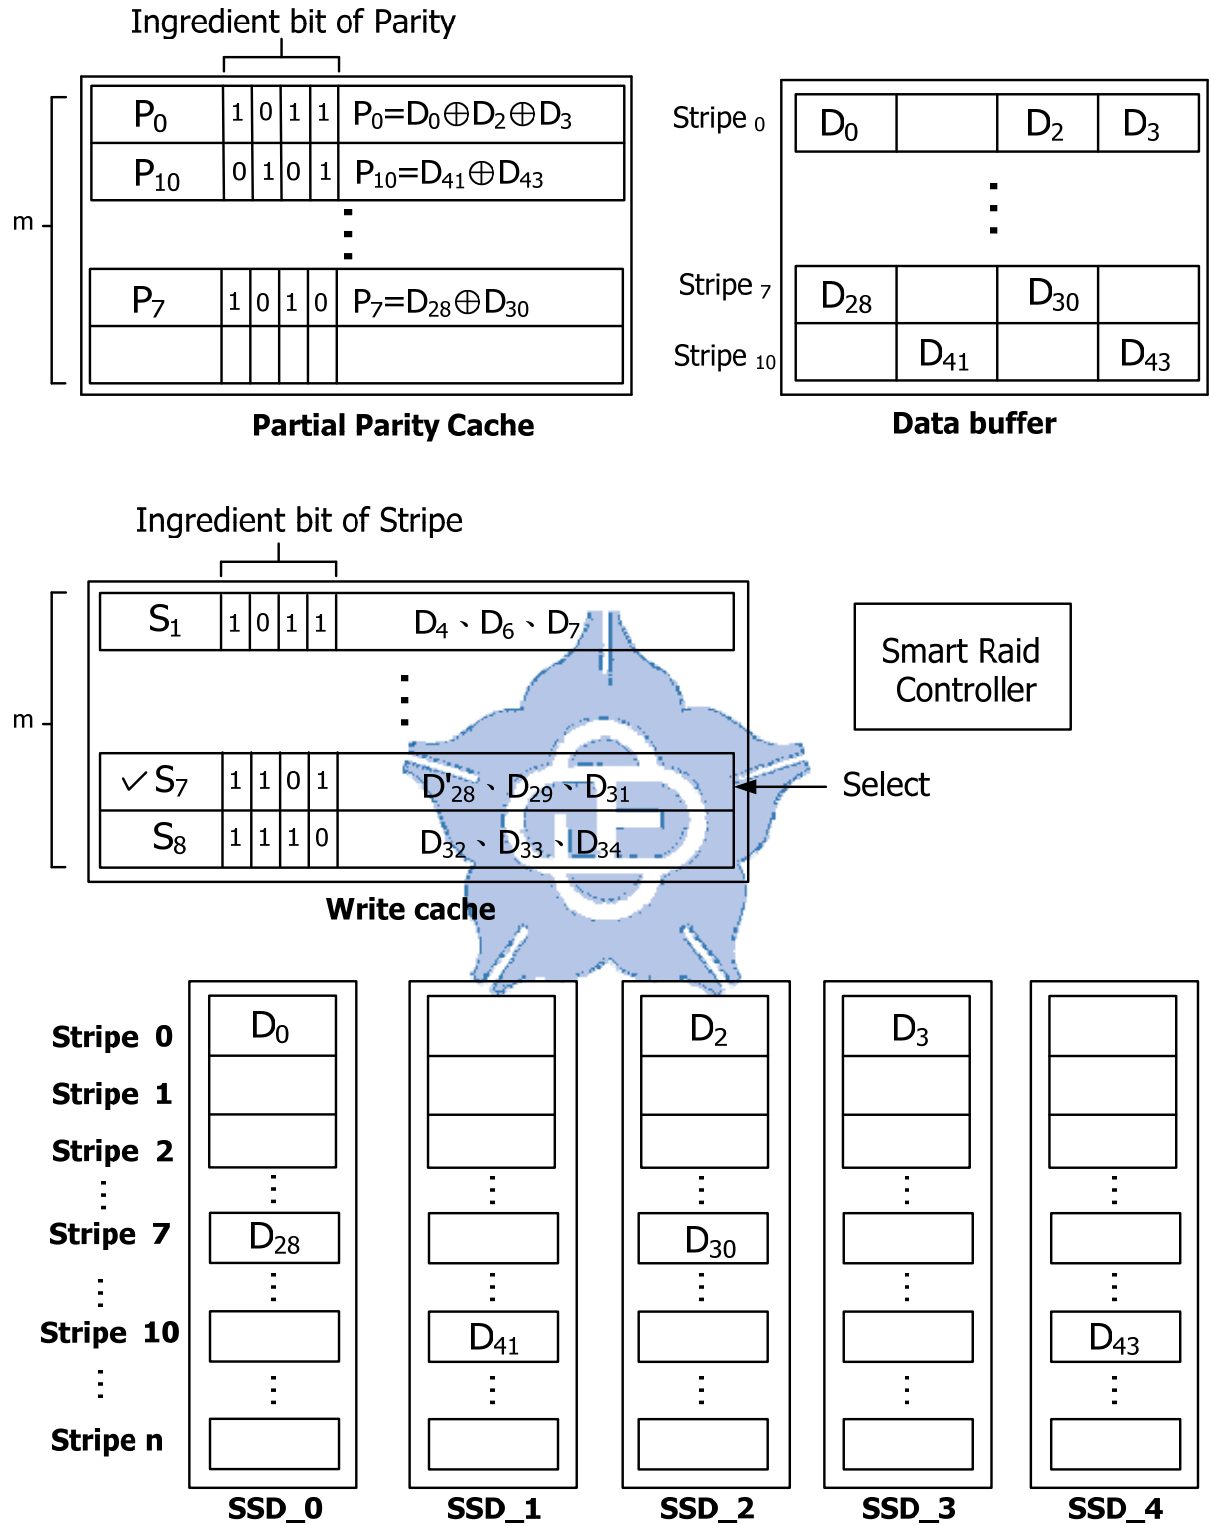 Ingredient bit of Parity
m
P0 1 0 1 1 P0=D0⊕D2⊕D3
P10 0 1 0 1 P10=D41⊕D43
P7 1 0 1 0 P7=D28⊕D30
Partial Parity Cache
Stripe 0 D0 D2 D3
Stripe 7 D28 D30
Stripe 10 D41 D43
Data buffer
Ingredient bit of Stripe
m
S1 1 0 1 1 D4、D6、D7
✓S7 1 1 0 1 D'28、D29、D31
S8 1 1 1 0 D32、D33、D34
Write cache
Smart Raid
Controller
Select
Stripe 0 D0 D2 D3
Stripe 1
Stripe 2
Stripe 7 D28 D30
Stripe 10 D41 D43
Stripe n
SSD_0 SSD_1 SSD_2 SSD_3 SSD_4